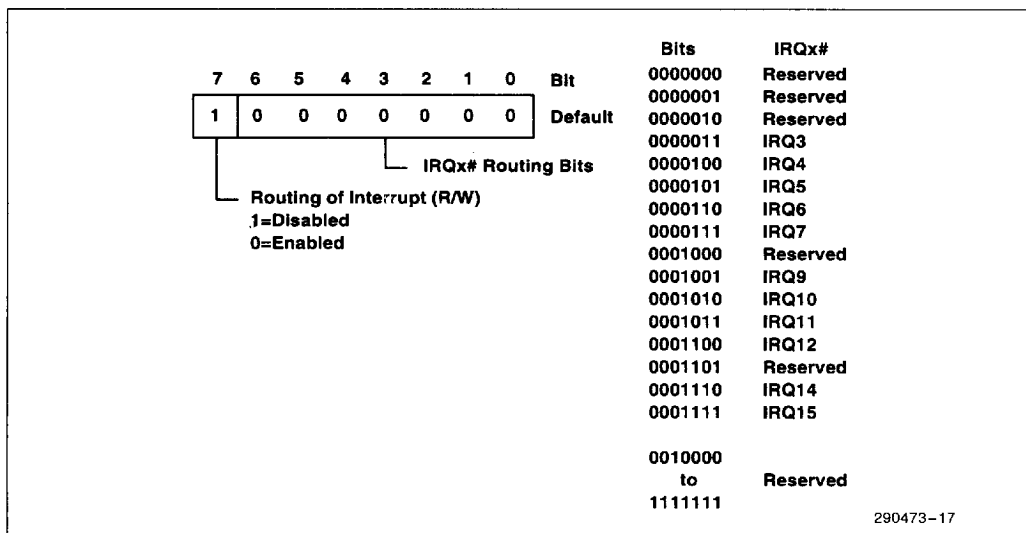 7 6 5 4 3 2 1 0 Bit
1 0 0 0 0 0 0 0 Default
IRQx# Routing Bits
Routing of Interrupt (R/W)
1=Disabled
0=Enabled
Bits IRQx#
0000000 Reserved
0000001 Reserved
0000010 Reserved
0000011 IRQ3
0000100 IRQ4
0000101 IRQ5
0000110 IRQ6
0000111 IRQ7
0001000 Reserved
0001001 IRQ9
0001010 IRQ10
0001011 IRQ11
0001100 IRQ12
0001101 Reserved
0001110 IRQ14
0001111 IRQ15
0010000
to Reserved
1111111
290473-17